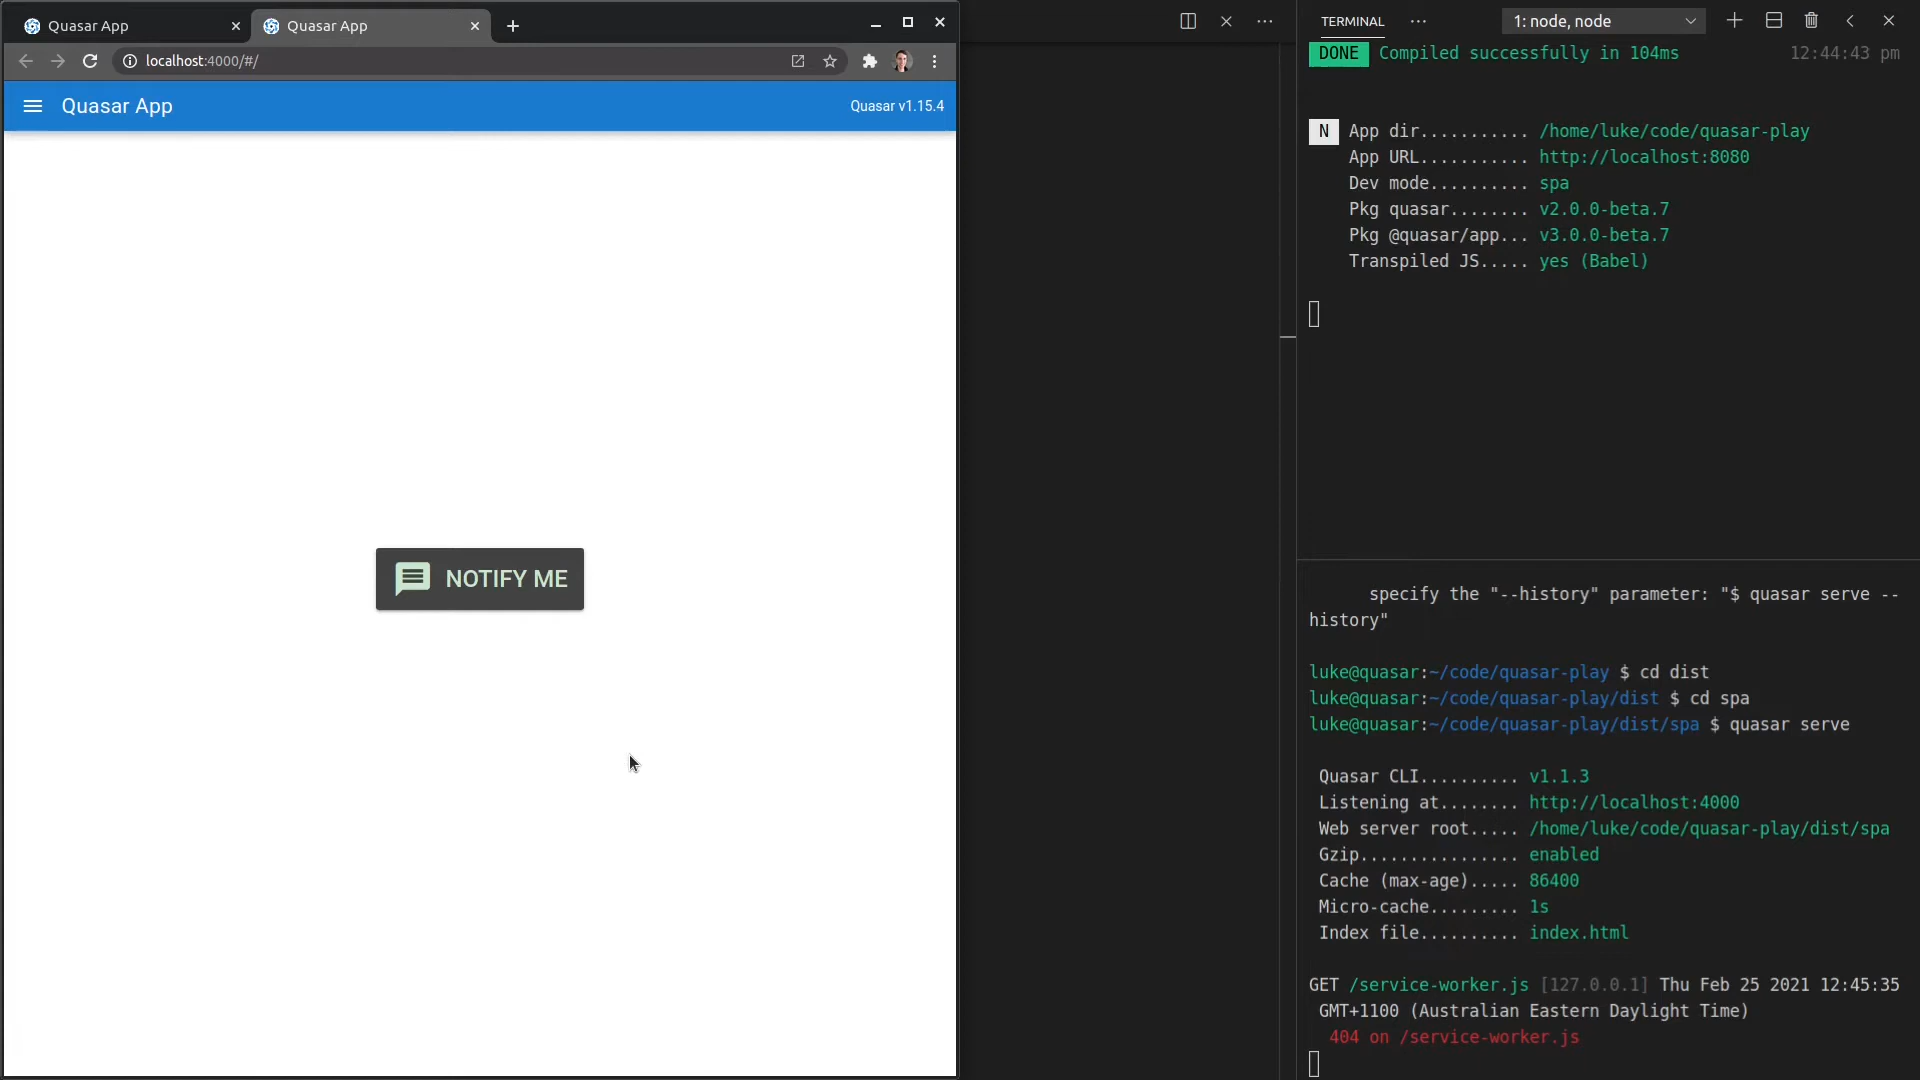 Quasar App
Quasar App
localhost:4000/#/
Quasar App
Quasar v1.15.4
NOTIFY ME
TERMINAL
1: node, node
DONE Compiled successfully in 104ms 12:44:43 pm
N App dir........... /home/luke/code/quasar-play
App URL........... http://localhost:8080
Dev mode.......... spa
Pkg quasar........ v2.0.0-beta.7
Pkg @quasar/app... v3.0.0-beta.7
Transpiled JS..... yes (Babel)
specify the "--history" parameter: "$ quasar serve --
history"
luke@quasar:~/code/quasar-play $ cd dist
luke@quasar:~/code/quasar-play/dist $ cd spa
luke@quasar:~/code/quasar-play/dist/spa $ quasar serve
Quasar CLI.......... v1.1.3
Listening at........ http://localhost:4000
Web server root..... /home/luke/code/quasar-play/dist/spa
Gzip................ enabled
Cache (max-age)..... 86400
Micro-cache......... 1s
Index file.......... index.html
GET /service-worker.js [127.0.0.1] Thu Feb 25 2021 12:45:35
GMT+1100 (Australian Eastern Daylight Time)
404 on /service-worker.js